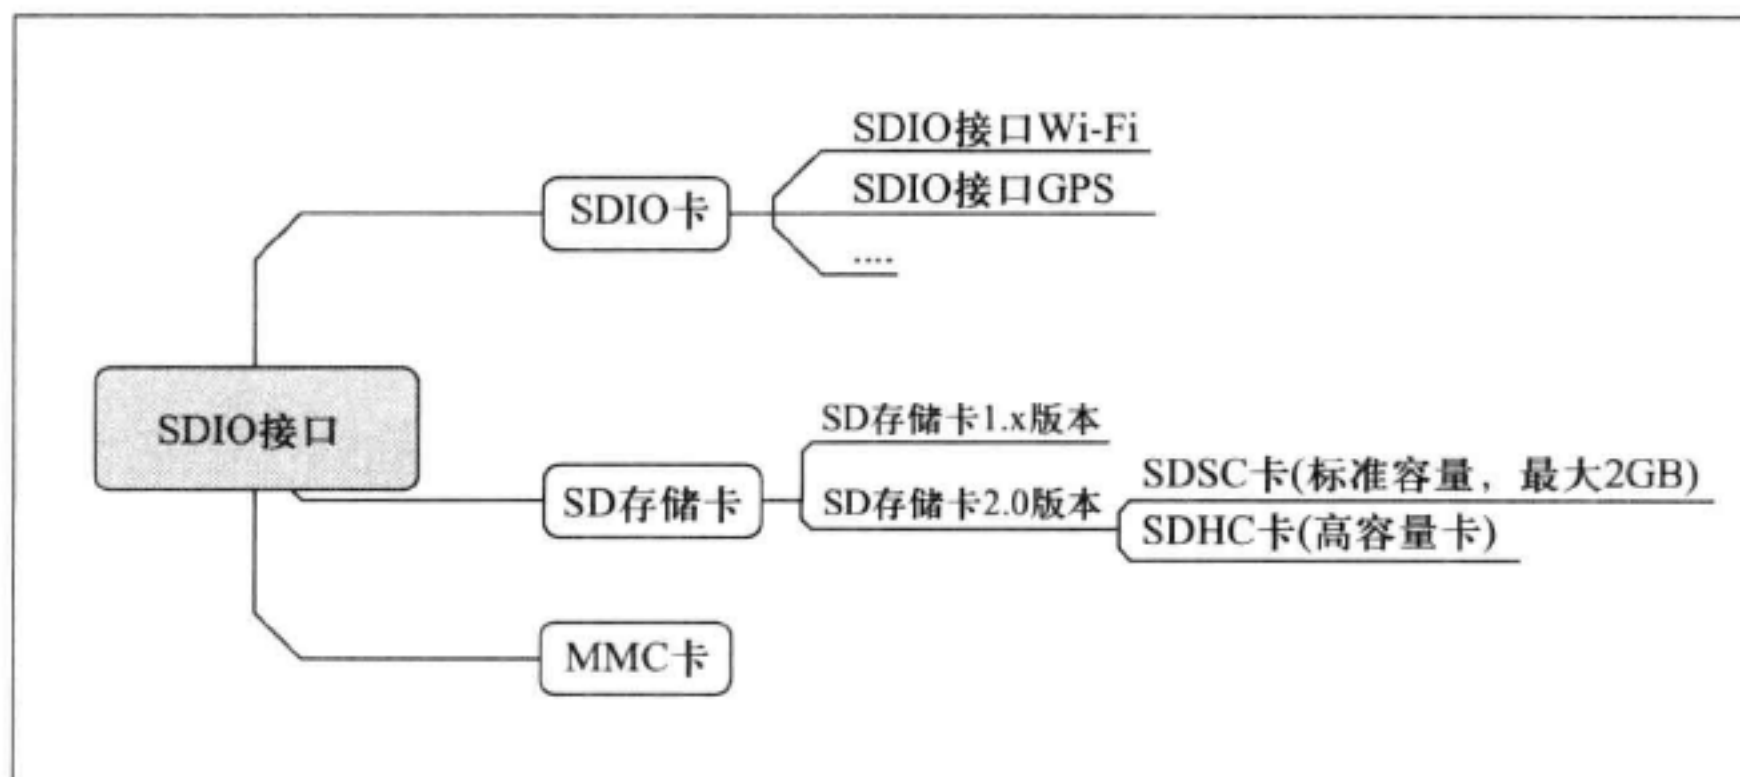 SDIO接口Wi-Fi
SDIO卡
SDIO接口GPS
....
SDIO接口
SD存储卡1.x版本
SD存储卡
SD存储卡2.0版本
SDSC卡(标准容量，最大2GB)
SDHC卡(高容量卡)
MMC卡